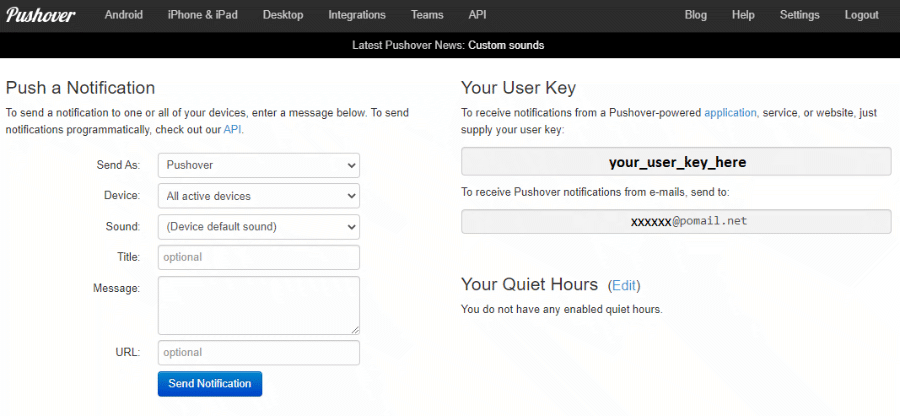 Pushover Android iPhone & iPad Desktop Integrations Teams API Blog Help Settings Logout
Latest Pushover News: Custom sounds
Push a Notification
To send a notification to one or all of your devices, enter a message below. To send
notifications programmatically, check out our API.
Send As: Pushover
Device: All active devices
Sound: (Device default sound)
Title: optional
Message:
URL: optional
Send Notification
Your User Key
To receive notifications from a Pushover-powered application, service, or website, just
supply your user key:
your_user_key_here
To receive Pushover notifications from e-mails, send to:
xxxxxx@pomail.net
Your Quiet Hours (Edit)
You do not have any enabled quiet hours.